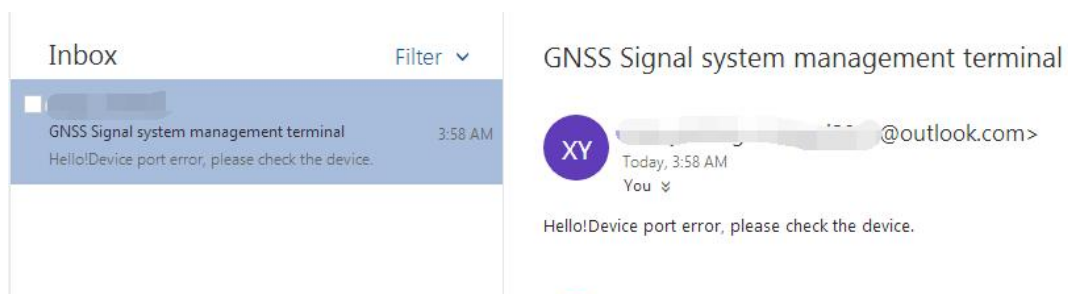 Inbox
Filter
GNSS Signal system management terminal
3:58 AM
Hello!Device port error, please check the device.
GNSS Signal system management terminal
XY
@outlook.com>
Today, 3:58 AM
You
Hello!Device port error, please check the device.